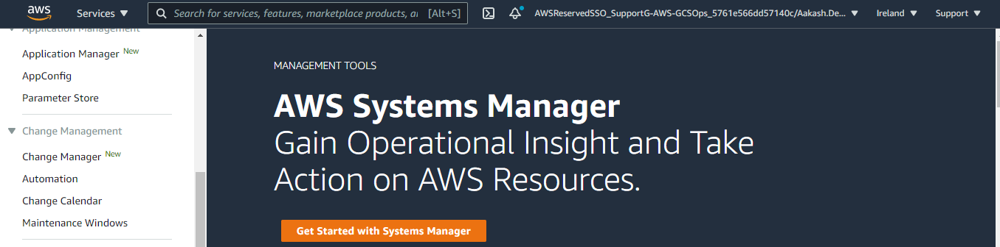 aws
Services
Search for services, features, marketplace products, a
[Alt+S]
AWSReservedSSO_SupportG-AWS-GCSOps_5761e566dd57140c/Aakash.De...
Ireland
Support
Application Management
Application Manager New
AppConfig
Parameter Store
Change Management
Change Manager New
Automation
Change Calendar
Maintenance Windows
MANAGEMENT TOOLS
AWS Systems Manager
Gain Operational Insight and Take
Action on AWS Resources.
Get Started with Systems Manager